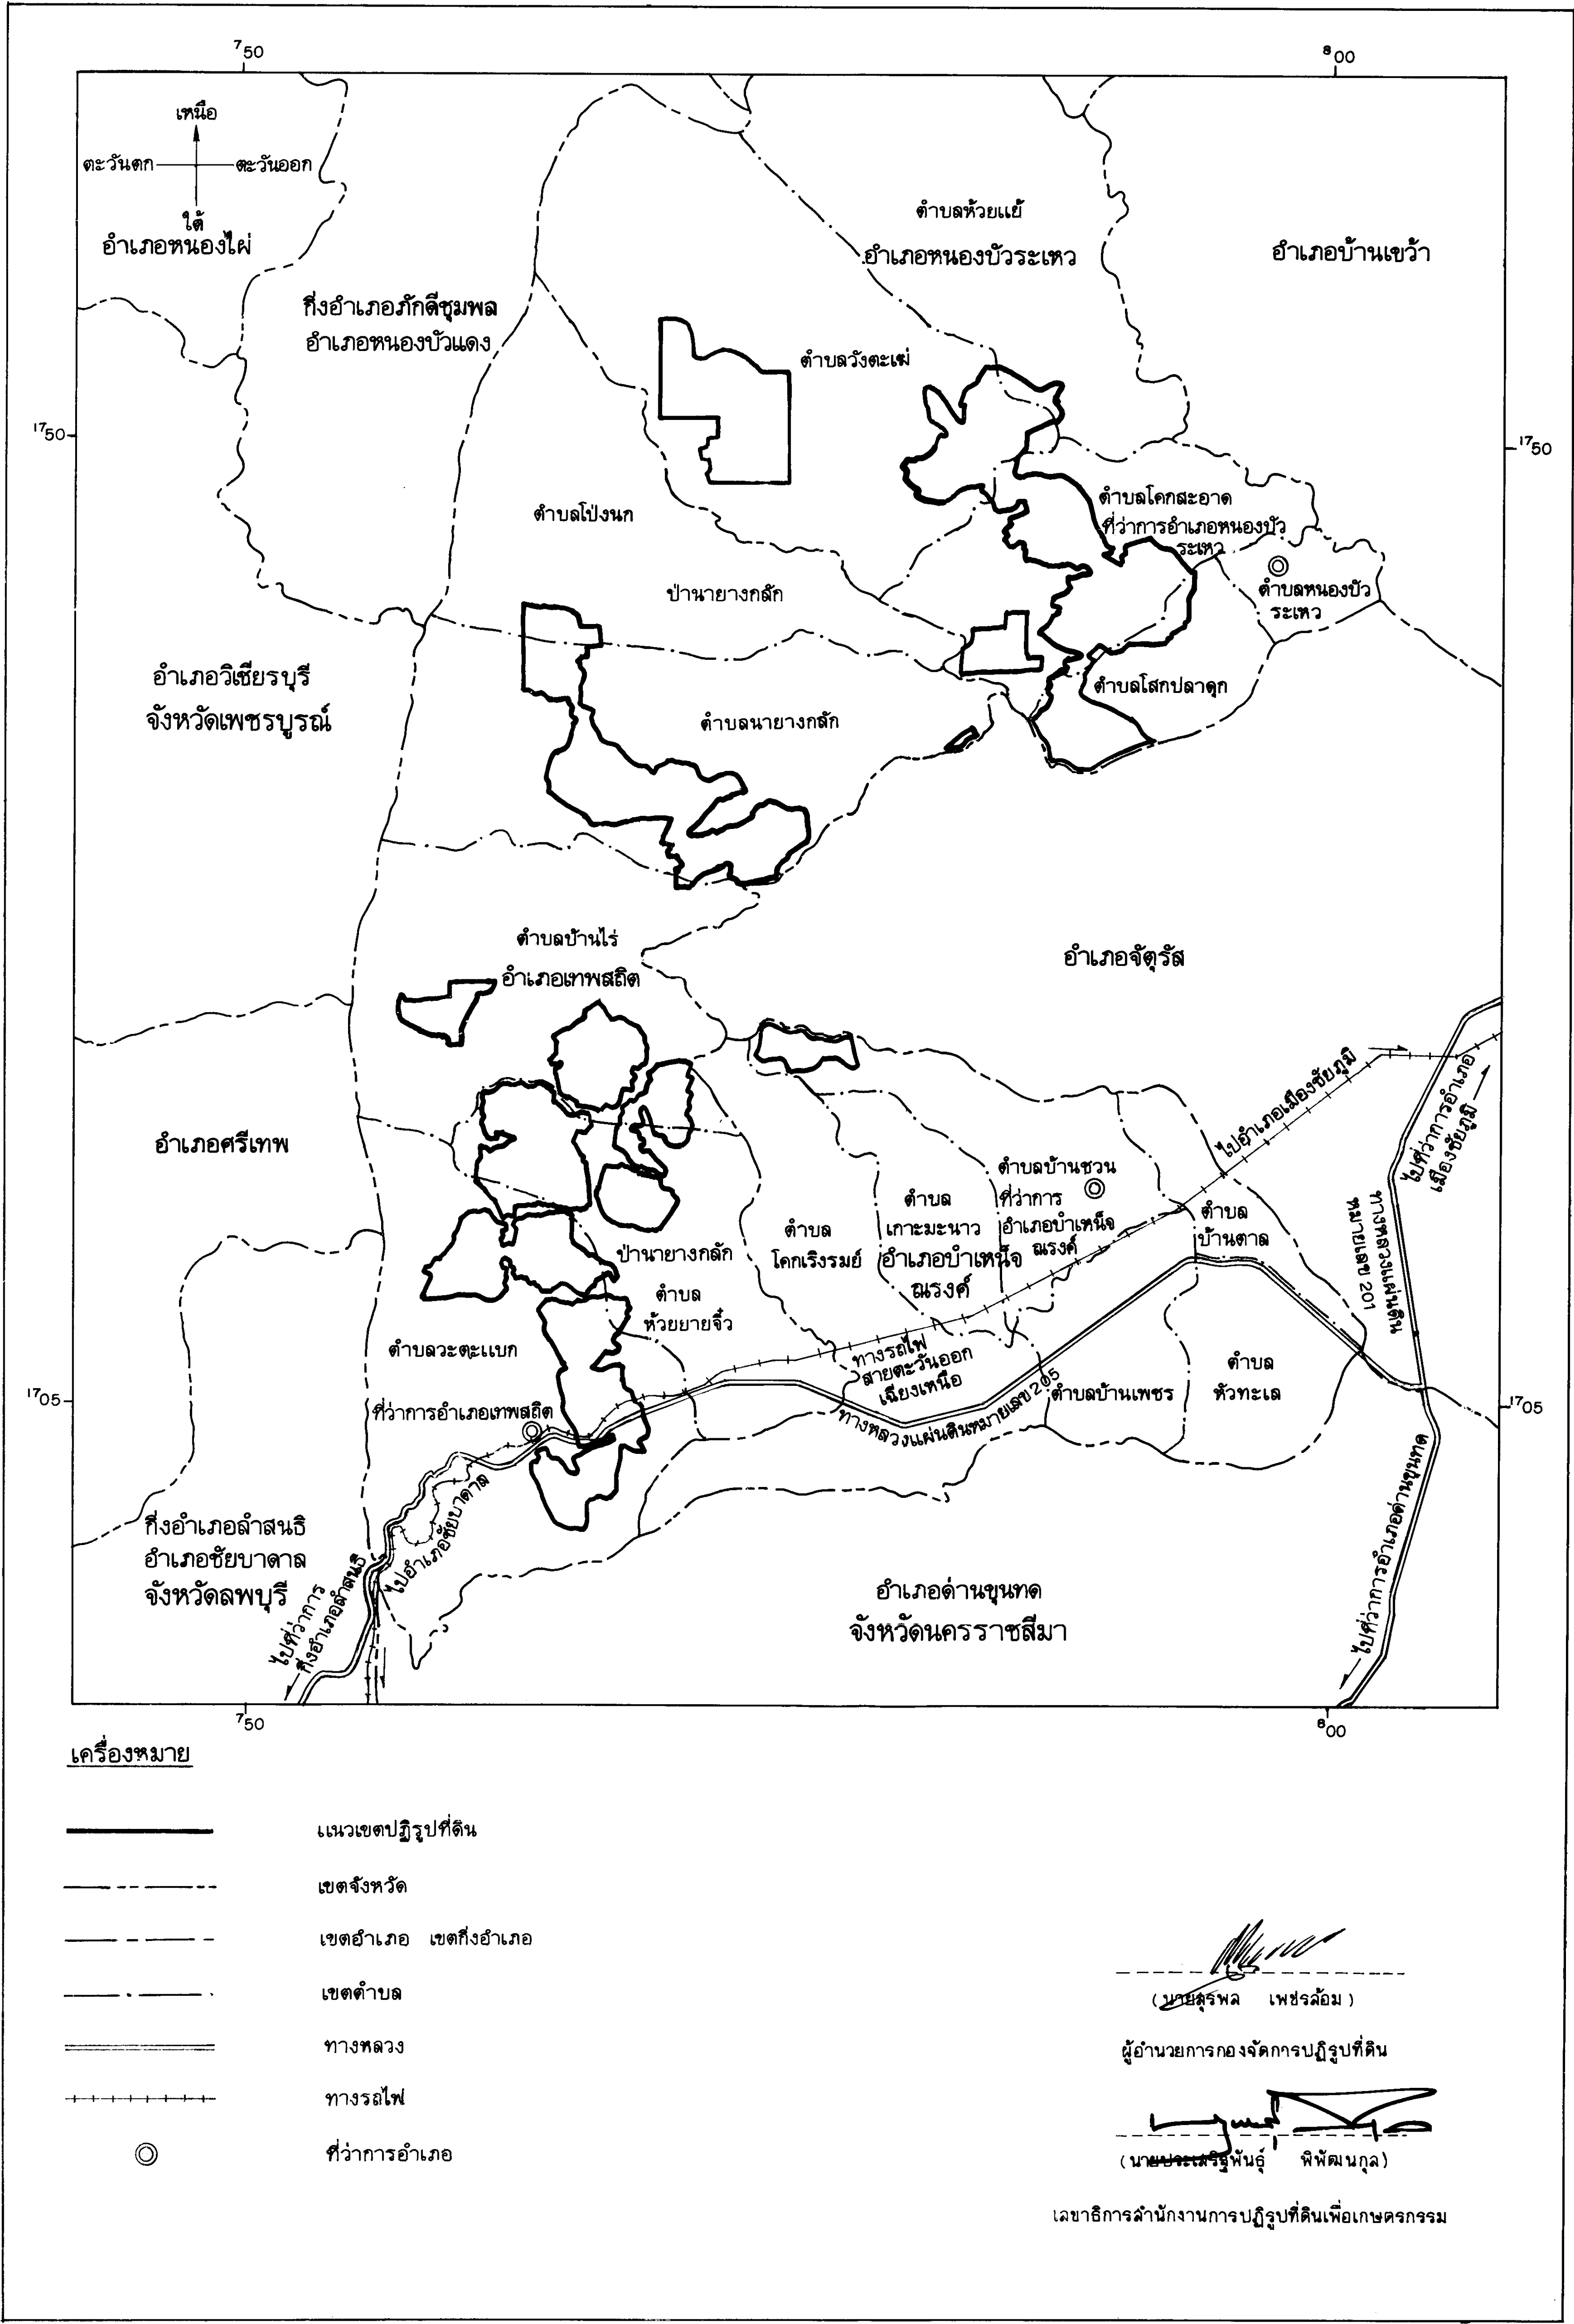 750
800
เหนือ
ตะวันตก
ตะวันออก
ใต้
อำเภอหนองไผ่
กิ่งอำเภอภักดีชุมพล
อำเภอหนองบัวแดง
ตำบลห้วยแย้
อำเภอหนองบัวระเหว
อำเภอบ้านเขว้า
ตำบลวังตะเฆ่
1750
1750
ตำบลโป่งนก
ตำบลโคกสะอาด
ที่ว่าการอำเภอหนองบัว
ระเหว
ตำบลหนองบัว
ระเหว
ป่านายางกลัก
อำเภอวิเชียรบุรี
จังหวัดเพชรบูรณ์
ตำบลนายางกลัก
ตำบลโสกปลาดุก
ตำบลบ้านไร่
อำเภอเทพสถิต
อำเภอจัตุรัส
อำเภอศรีเทพ
ไปอำเภอเมืองชัยภูมิ
ไปที่ว่าการอำเภอ
เมืองชัยภูมิ
ทางหลวงแผ่นดิน
หมายเลข 201
ตำบลบ้านชวน
ที่ว่าการ
อำเภอบำเหน็จ
ณรงค์
ตำบล
บ้านตาล
ตำบล
เกาะมะนาว
อำเภอบำเหน็จ
ณรงค์
ตำบล
โคกเริงรมย์
ป่านายางกลัก
ตำบล
ห้วยยายจิ๋ว
ตำบลวะตะแบก
ทางรถไฟ
สายตะวันออก
เฉียงเหนือ
ทางหลวงแผ่นดินหมายเลข 205
ตำบลบ้านเพชร
ตำบล
หัวทะเล
1705
1705
ที่ว่าการอำเภอเทพสถิต
ไปอำเภอชัยบาดาล
กิ่งอำเภอลำสนธิ
อำเภอชัยบาดาล
จังหวัดลพบุรี
ไปที่ว่าการ
กิ่งอำเภอลำสนธิ
อำเภอด่านขุนทด
จังหวัดนครราชสีมา
ไปที่ว่าการอำเภอด่านขุนทด
750
800
เครื่องหมาย
แนวเขตปฏิรูปที่ดิน
เขตจังหวัด
เขตอำเภอ เขตกิ่งอำเภอ
เขตตำบล
ทางหลวง
ทางรถไฟ
ที่ว่าการอำเภอ
(นายสุรพล เพชรล้อม)
ผู้อำนวยการกองจัดการปฏิรูปที่ดิน
(นายประเสริฐพันธุ์ พิพัฒนกุล)
เลขาธิการสำนักงานการปฏิรูปที่ดินเพื่อเกษตรกรรม